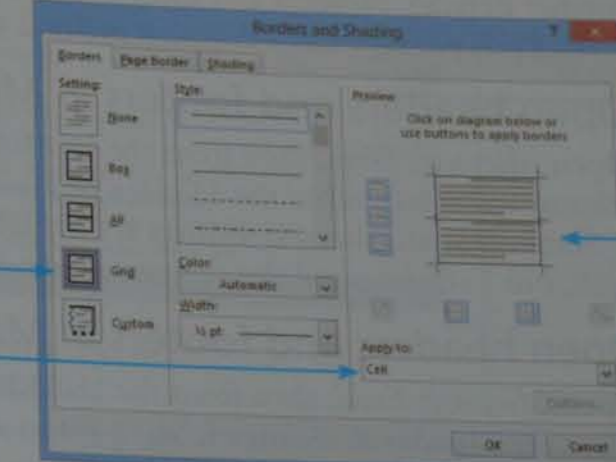 Borders and Shading ?
Borders Page Border Shading
Setting:
None
Box
All
Grid
Custom
Style:
Color:
Automatic
Width:
½ pt
Preview
Click on diagram below or
use buttons to apply borders
Apply to:
Cell
Options...
OK Cancel